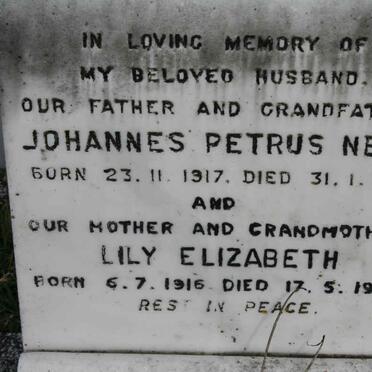 IN LOVING MEMORY OF
MY BELOVED HUSBAND.
OUR FATHER AND GRANDFAT
JOHANNES PETRUS NE
BORN 23.11.1917. DIED 31.1.
AND
OUR MOTHER AND GRANDMOTH
LILY ELIZABETH
BORN 6.7.1916 DIED 17.5.19
REST IN PEACE.